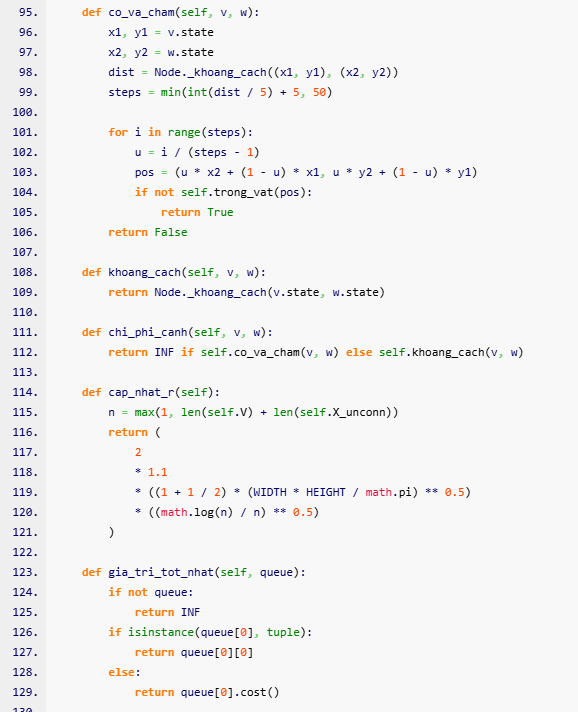 95. def co_va_cham(self, v, w):
96. x1, y1 = v.state
97. x2, y2 = w.state
98. dist = Node._khoang_cach((x1, y1), (x2, y2))
99. steps = min(int(dist / 5) + 5, 50)
100.
101. for i in range(steps):
102. u = i / (steps - 1)
103. pos = (u * x2 + (1 - u) * x1, u * y2 + (1 - u) * y1)
104. if not self.trong_vat(pos):
105. return True
106. return False
107.
108. def khoang_cach(self, v, w):
109. return Node._khoang_cach(v.state, w.state)
110.
111. def chi_phi_canh(self, v, w):
112. return INF if self.co_va_cham(v, w) else self.khoang_cach(v, w)
113.
114. def cap_nhat_r(self):
115. n = max(1, len(self.V) + len(self.X_unconn))
116. return (
117. 2
118. * 1.1
119. * ((1 + 1 / 2) * (WIDTH * HEIGHT / math.pi) ** 0.5)
120. * ((math.log(n) / n) ** 0.5)
121. )
122.
123. def gia_tri_tot_nhat(self, queue):
124. if not queue:
125. return INF
126. if isinstance(queue[0], tuple):
127. return queue[0][0]
128. else:
129. return queue[0].cost()
130.